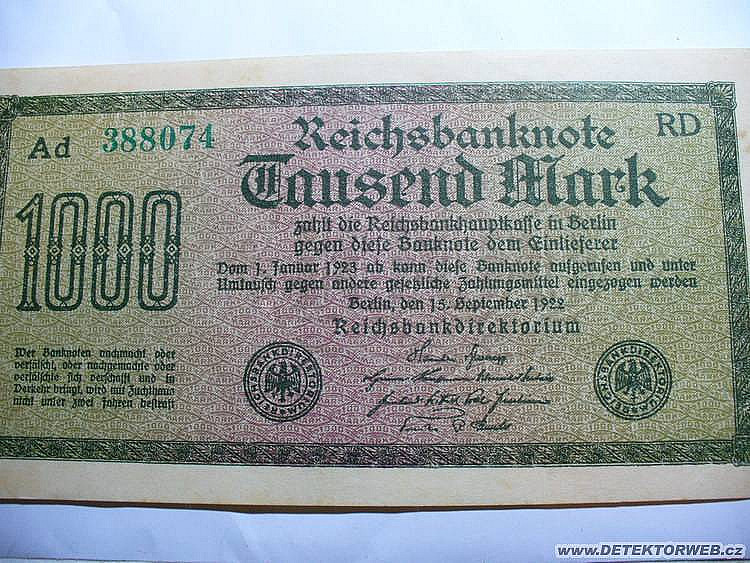 Ad 388074
RD
Reichsbanknote
Tausend Mark
1000
zahlt die Reichsbankhauptkasse in Berlin
gegen diese Banknote dem Einlieferer
Vom 1. Januar 1923 ab kann diese Banknote aufgerufen und unter
Umtausch gegen andere gesetzliche Zahlungsmittel eingezogen werden
Berlin, den 15. September 1922
Reichsbankdirektorium
Wer Banknoten nachmacht oder
verfälscht, oder nachgemachte oder
verfälschte sich verschafft und in
Verkehr bringt, wird mit Zuchthaus
nicht unter zwei Jahren bestraft
REICHSBANKDIREKTORIUM
REICHSBANKDIREKTORIUM
www.DETEKTORWEB.cz